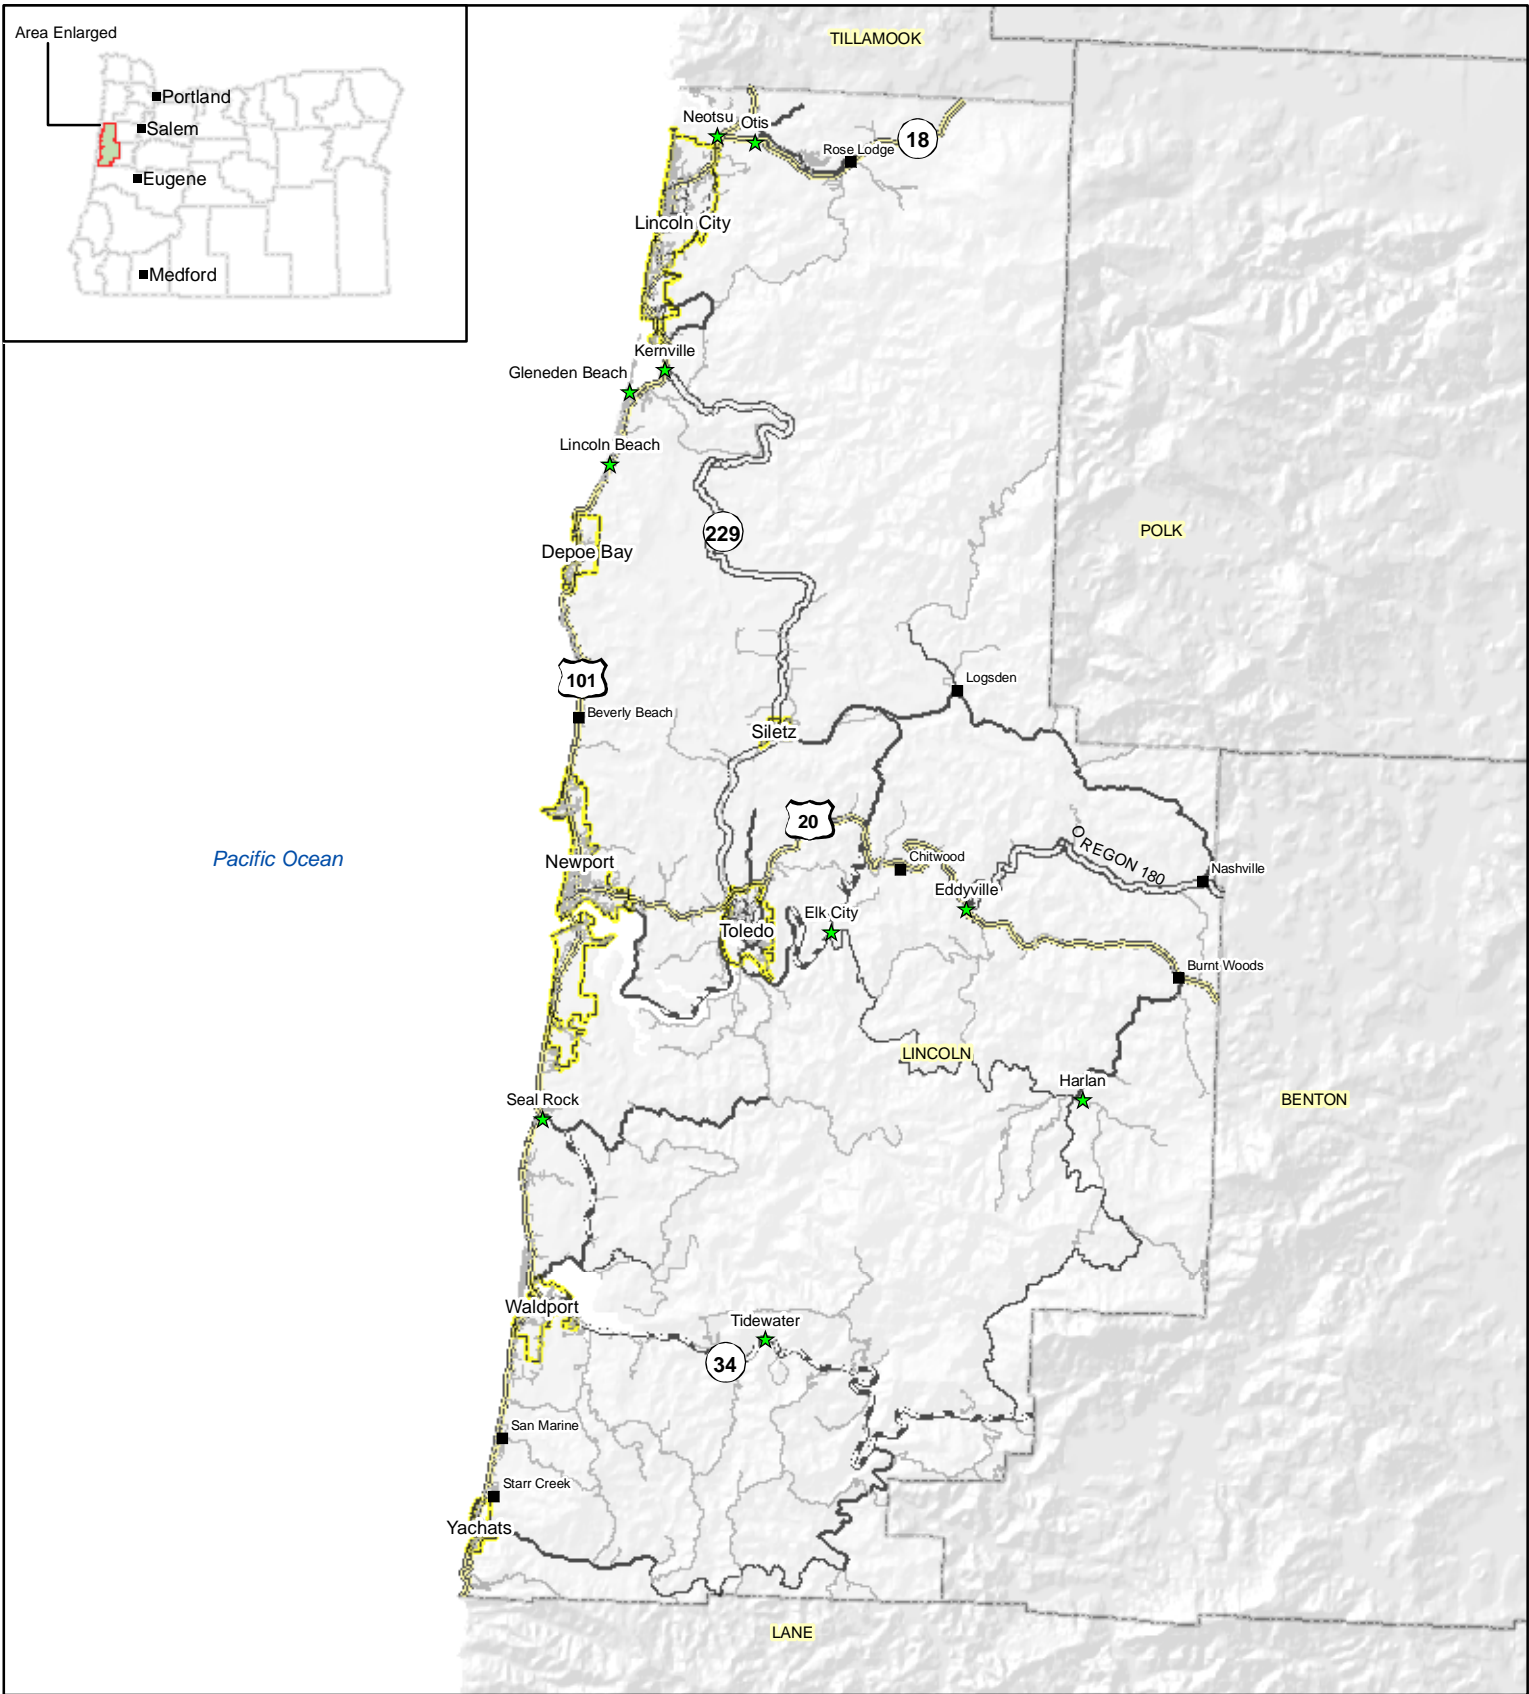 Area Enlarged
Portland
Salem
Eugene
Medford
TILLAMOOK
Neotsu
Otis
18
Rose Lodge
Lincoln City
Kernville
Gleneden Beach
Lincoln Beach
229
POLK
Depoe Bay
101
Logsden
Beverly Beach
Siletz
20
Pacific Ocean
Newport
Chitwood
OREGON 180
Nashville
Eddyville
Elk City
Toledo
Burnt Woods
LINCOLN
Harlan
Seal Rock
BENTON
Waldport
Tidewater
34
San Marine
Starr Creek
Yachats
LANE